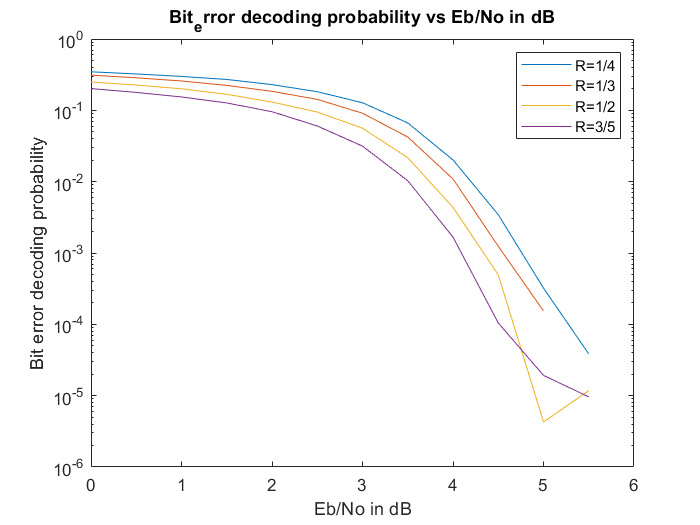 Bit_error decoding probability vs Eb/No in dB
10^0
10^-1
10^-2
10^-3
10^-4
10^-5
10^-6
Bit error decoding probability
R=1/4
R=1/3
R=1/2
R=3/5
0 1 2 3 4 5 6
Eb/No in dB